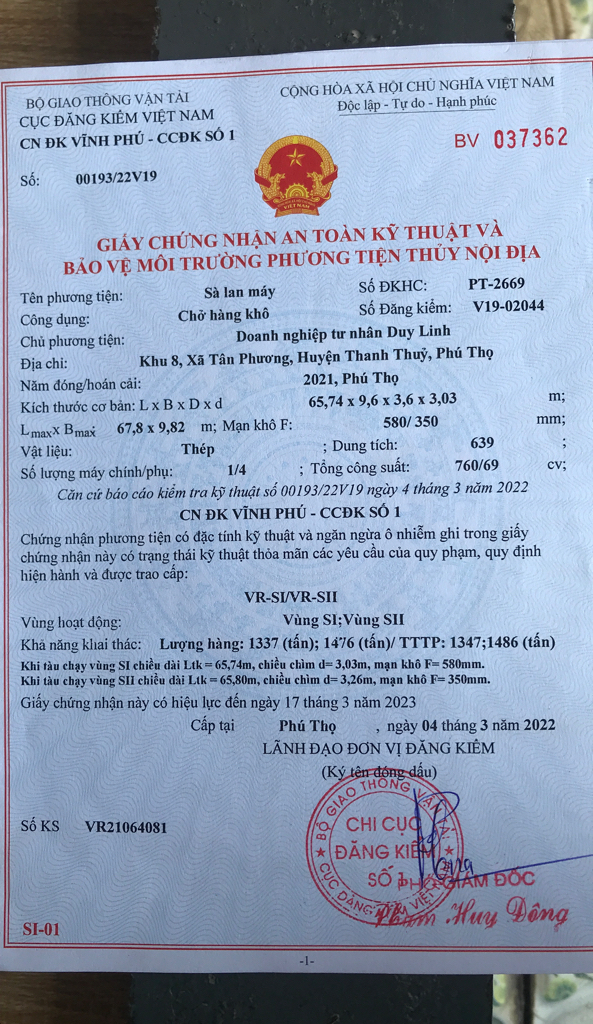 BỘ GIAO THÔNG VẬN TẢI
CỤC ĐĂNG KIỂM VIỆT NAM
CN ĐK VĨNH PHÚ - CCĐK SỐ 1
CỘNG HÒA XÃ HỘI CHỦ NGHĨA VIỆT NAM
Độc lập - Tự do - Hạnh phúc
BV 037362
Số: 00193/22V19
VIỆT NAM
GIẤY CHỨNG NHẬN AN TOÀN KỸ THUẬT VÀ
BẢO VỆ MÔI TRƯỜNG PHƯƠNG TIỆN THỦY NỘI ĐỊA
Tên phương tiện: Sà lan máy Số ĐKHC: PT-2669
Công dụng: Chở hàng khô Số Đăng kiểm: V19-02044
Chủ phương tiện: Doanh nghiệp tư nhân Duy Linh
Địa chỉ: Khu 8, Xã Tân Phương, Huyện Thanh Thuỷ, Phú Thọ
Năm đóng/hoán cải: 2021, Phú Thọ
Kích thước cơ bản: L x B x D x d 65,74 x 9,6 x 3,6 x 3,03 m;
Lmax x Bmax: 67,8 x 9,82 m; Mạn khô F: 580/ 350 mm;
Vật liệu: Thép ; Dung tích: 639 ;
Số lượng máy chính/phụ: 1/4 ; Tổng công suất: 760/69 cv;
Căn cứ báo cáo kiểm tra kỹ thuật số 00193/22V19 ngày 4 tháng 3 năm 2022
CN ĐK VĨNH PHÚ - CCĐK SỐ 1
Chứng nhận phương tiện có đặc tính kỹ thuật và ngăn ngừa ô nhiễm ghi trong giấy
chứng nhận này có trạng thái kỹ thuật thỏa mãn các yêu cầu của quy phạm, quy định
hiện hành và được trao cấp:
VR-SI/VR-SII
Vùng hoạt động: Vùng SI;Vùng SII
Khả năng khai thác: Lượng hàng: 1337 (tấn); 1476 (tấn)/ TTTP: 1347;1486 (tấn)
Khi tàu chạy vùng SI chiều dài Ltk = 65,74m, chiều chìm d= 3,03m, mạn khô F= 580mm.
Khi tàu chạy vùng SII chiều dài Ltk = 65,80m, chiều chìm d= 3,26m, mạn khô F= 350mm.
Giấy chứng nhận này có hiệu lực đến ngày 17 tháng 3 năm 2023
Cấp tại Phú Thọ , ngày 04 tháng 3 năm 2022
LÃNH ĐẠO ĐƠN VỊ ĐĂNG KIỂM
(Ký tên đóng dấu)
Số KS VR21064081
BỘ GIAO THÔNG VẬN TẢI
CHI CỤC
ĐĂNG KIỂM
SỐ 1
CỤC ĐĂNG KIỂM VIỆT NAM
PHÓ GIÁM ĐỐC
Phạm Huy Đông
SI-01
-1-